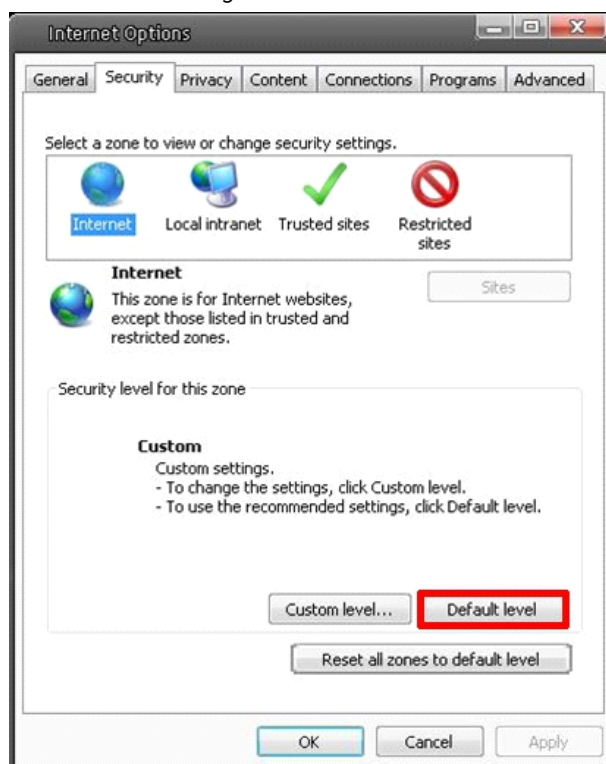 Internet Options
General Security Privacy Content Connections Programs Advanced
Select a zone to view or change security settings.
Internet Local intranet Trusted sites Restricted
sites
Internet
Sites
This zone is for Internet websites,
except those listed in trusted and
restricted zones.
Security level for this zone
Custom
Custom settings.
- To change the settings, click Custom level.
- To use the recommended settings, click Default level.
Custom level... Default level
Reset all zones to default level
OK Cancel Apply